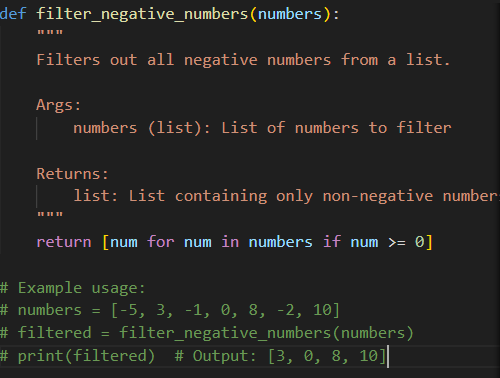 def filter_negative_numbers(numbers):
    """
    Filters out all negative numbers from a list.

    Args:
        numbers (list): List of numbers to filter

    Returns:
        list: List containing only non-negative number
    """
    return [num for num in numbers if num >= 0]

# Example usage:
# numbers = [-5, 3, -1, 0, 8, -2, 10]
# filtered = filter_negative_numbers(numbers)
# print(filtered)  # Output: [3, 0, 8, 10]